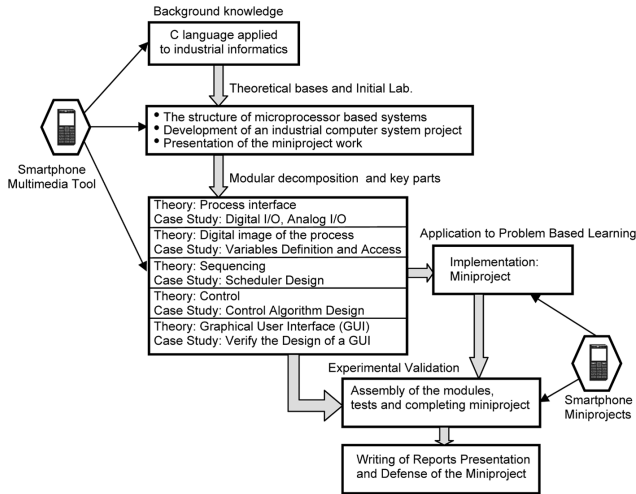 Background knowledge
C language applied
to industrial informatics
Theoretical bases and Initial Lab.
• The structure of microprocessor based systems
• Development of an industrial computer system project
• Presentation of the miniproject work
Smartphone
Multimedia Tool
Modular decomposition and key parts
Theory: Process interface
Case Study: Digital I/O, Analog I/O
Theory: Digital image of the process
Case Study: Variables Definition and Access
Theory: Sequencing
Case Study: Scheduler Design
Theory: Control
Case Study: Control Algorithm Design
Theory: Graphical User Interface (GUI)
Case Study: Verify the Design of a GUI
Application to Problem Based Learning
Implementation:
Miniproject
Smartphone
Miniprojects
Experimental Validation
Assembly of the modules,
tests and completing miniproject
Writing of Reports Presentation
and Defense of the Miniproject